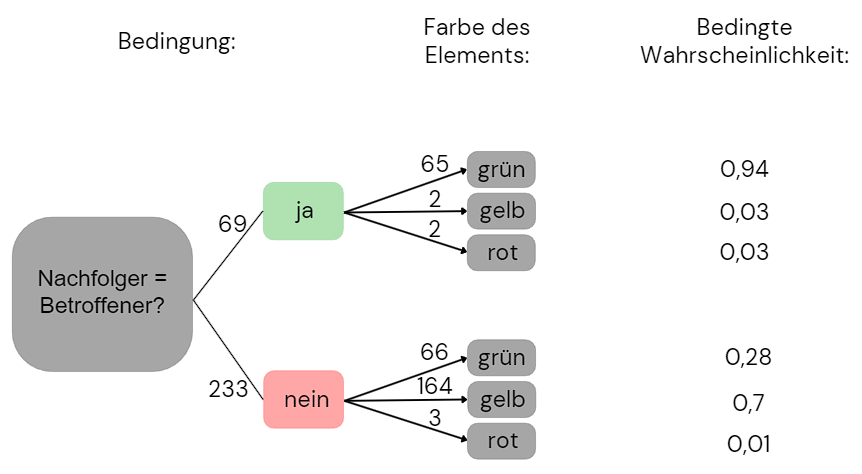 Bedingung:
Farbe des
Elements:
Bedingte
Wahrscheinlichkeit:
Nachfolger =
Betroffener?
69
ja
65
grün
0,94
2
gelb
0,03
2
rot
0,03
233
nein
66
grün
0,28
164
gelb
0,7
3
rot
0,01